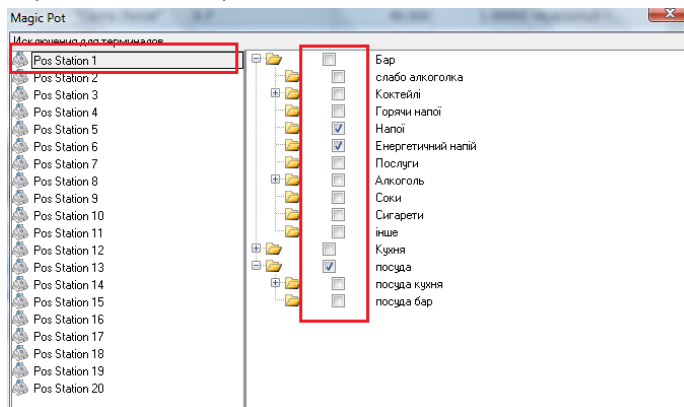 Magic Pot
Исключения для терминалов
Pos Station 1
Pos Station 2
Pos Station 3
Pos Station 4
Pos Station 5
Pos Station 6
Pos Station 7
Pos Station 8
Pos Station 9
Pos Station 10
Pos Station 11
Pos Station 12
Pos Station 13
Pos Station 14
Pos Station 15
Pos Station 16
Pos Station 17
Pos Station 18
Pos Station 19
Pos Station 20
Бар
слабо алкоголка
Коктейлі
Горячи напої
Напої
Енергетичний напій
Послуги
Алкоголь
Соки
Сигарети
інше
Кухня
посуда
посуда кухня
посуда бар